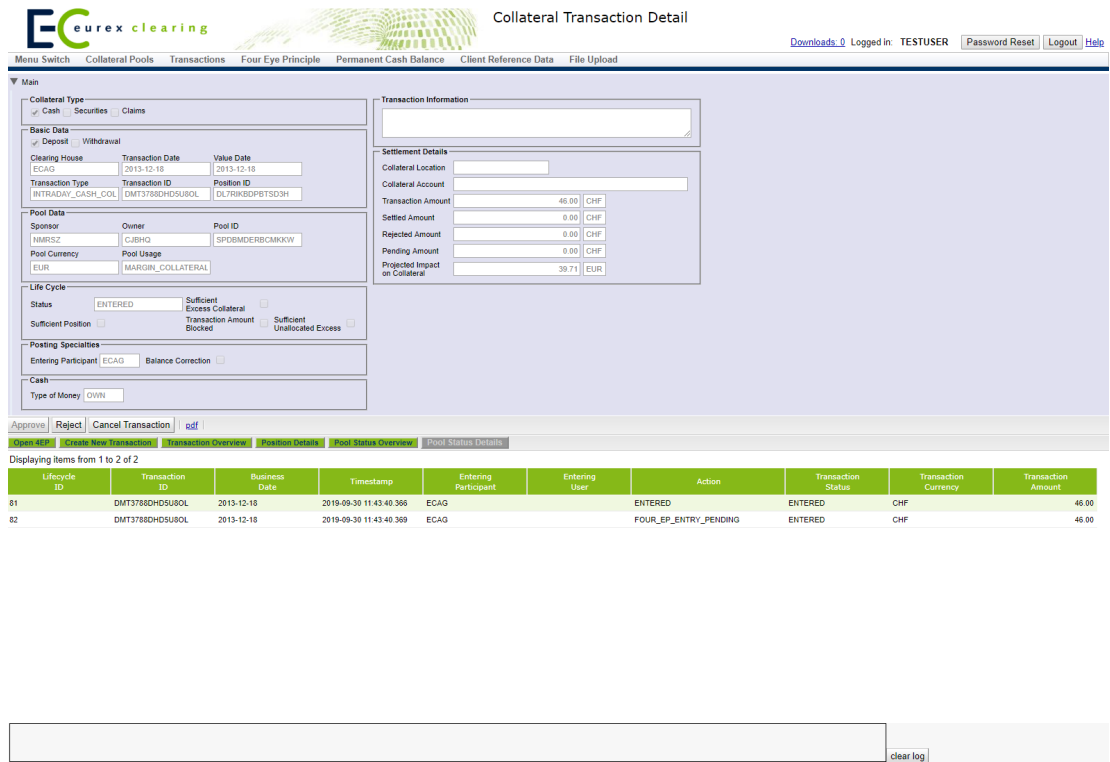 eurex clearing
Collateral Transaction Detail
Downloads: 0 Logged in: TESTUSER Password Reset Logout Help
Menu Switch Collateral Pools Transactions Four Eye Principle Permanent Cash Balance Client Reference Data File Upload
Main
Collateral Type
Cash Securities Claims
Basic Data
Deposit Withdrawal
Clearing House Transaction Date Value Date
ECAG 2013-12-18 2013-12-18
Transaction Type Transaction ID Position ID
INTRADAY_CASH_COL DMT3788DHD5U8OL DL7RIKBDPBTSD3H
Pool Data
Sponsor Owner Pool ID
NMRSZ CJBHQ SPDBMDERBCMKKW
Pool Currency Pool Usage
EUR MARGIN_COLLATERAL
Life Cycle
Status ENTERED Sufficient
Excess Collateral
Sufficient Position Transaction Amount
Blocked Sufficient
Unallocated Excess
Posting Specialties
Entering Participant ECAG Balance Correction
Cash
Type of Money OWN
Transaction Information
Settlement Details
Collateral Location
Collateral Account
Transaction Amount 46.00 CHF
Settled Amount 0.00 CHF
Rejected Amount 0.00 CHF
Pending Amount 0.00 CHF
Projected Impact
on Collateral 39.71 EUR
Approve Reject Cancel Transaction pdf
Open 4EP Create New Transaction Transaction Overview Position Details Pool Status Overview Pool Status Details
Displaying items from 1 to 2 of 2
Lifecycle Transaction Business Timestamp Entering Entering Action Transaction Transaction Transaction
ID ID Date Participant User Status Currency Amount
81 DMT3788DHD5U8OL 2013-12-18 2019-09-30 11:43:40.366 ECAG ENTERED ENTERED CHF 46.00
82 DMT3788DHD5U8OL 2013-12-18 2019-09-30 11:43:40.369 ECAG FOUR_EP_ENTRY_PENDING ENTERED CHF 46.00
clear log